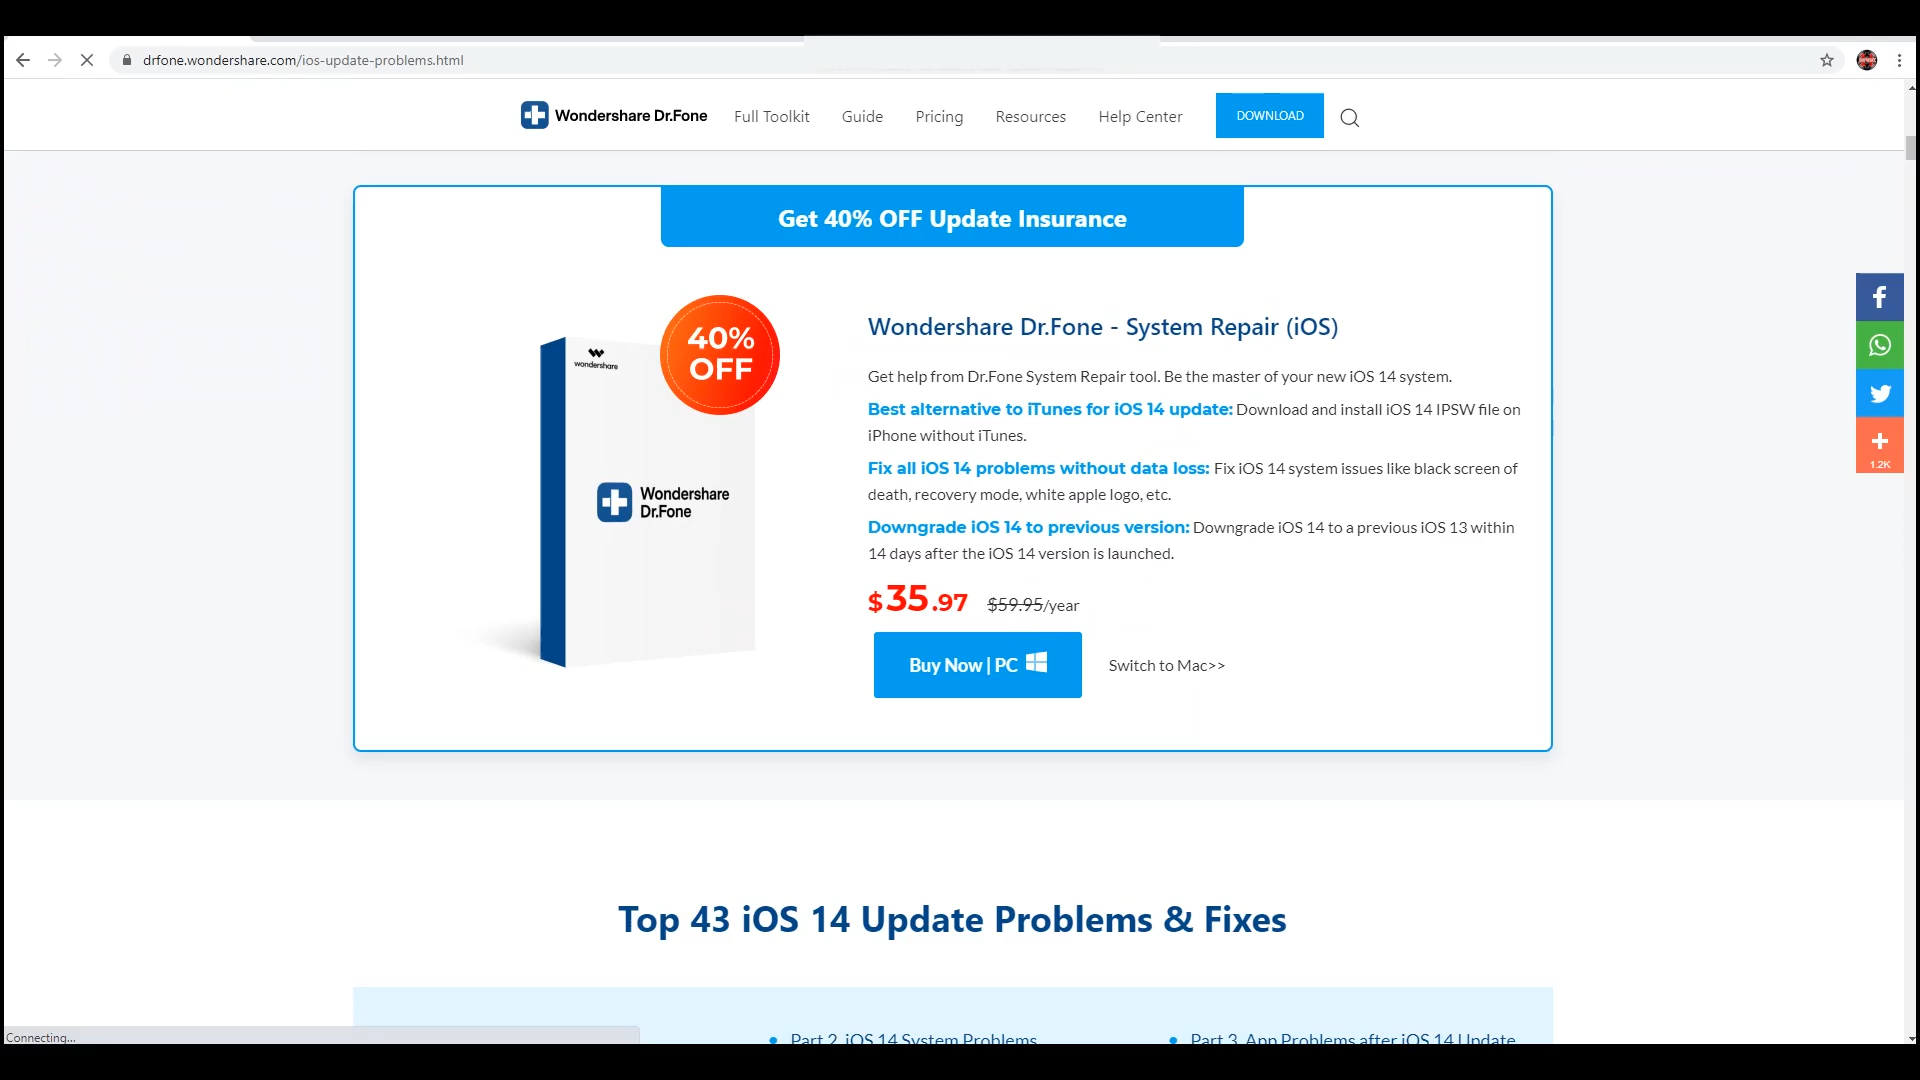 drfone.wondershare.com/ios-update-problems.html
Wondershare Dr.Fone
Full Toolkit
Guide
Pricing
Resources
Help Center
DOWNLOAD
Get 40% OFF Update Insurance
40%
OFF
wondershare
Wondershare
Dr.Fone
Wondershare Dr.Fone - System Repair (iOS)
Get help from Dr.Fone System Repair tool. Be the master of your new iOS 14 system.
Best alternative to iTunes for iOS 14 update: Download and install iOS 14 IPSW file on
iPhone without iTunes.
Fix all iOS 14 problems without data loss: Fix iOS 14 system issues like black screen of
death, recovery mode, white apple logo, etc.
Downgrade iOS 14 to previous version: Downgrade iOS 14 to a previous iOS 13 within
14 days after the iOS 14 version is launched.
$35.97 $59.95/year
Buy Now | PC
Switch to Mac>>
1.2K
Top 43 iOS 14 Update Problems & Fixes
Part 2. iOS 14 System Problems
Part 3. App Problems after iOS 14 Update
Connecting...